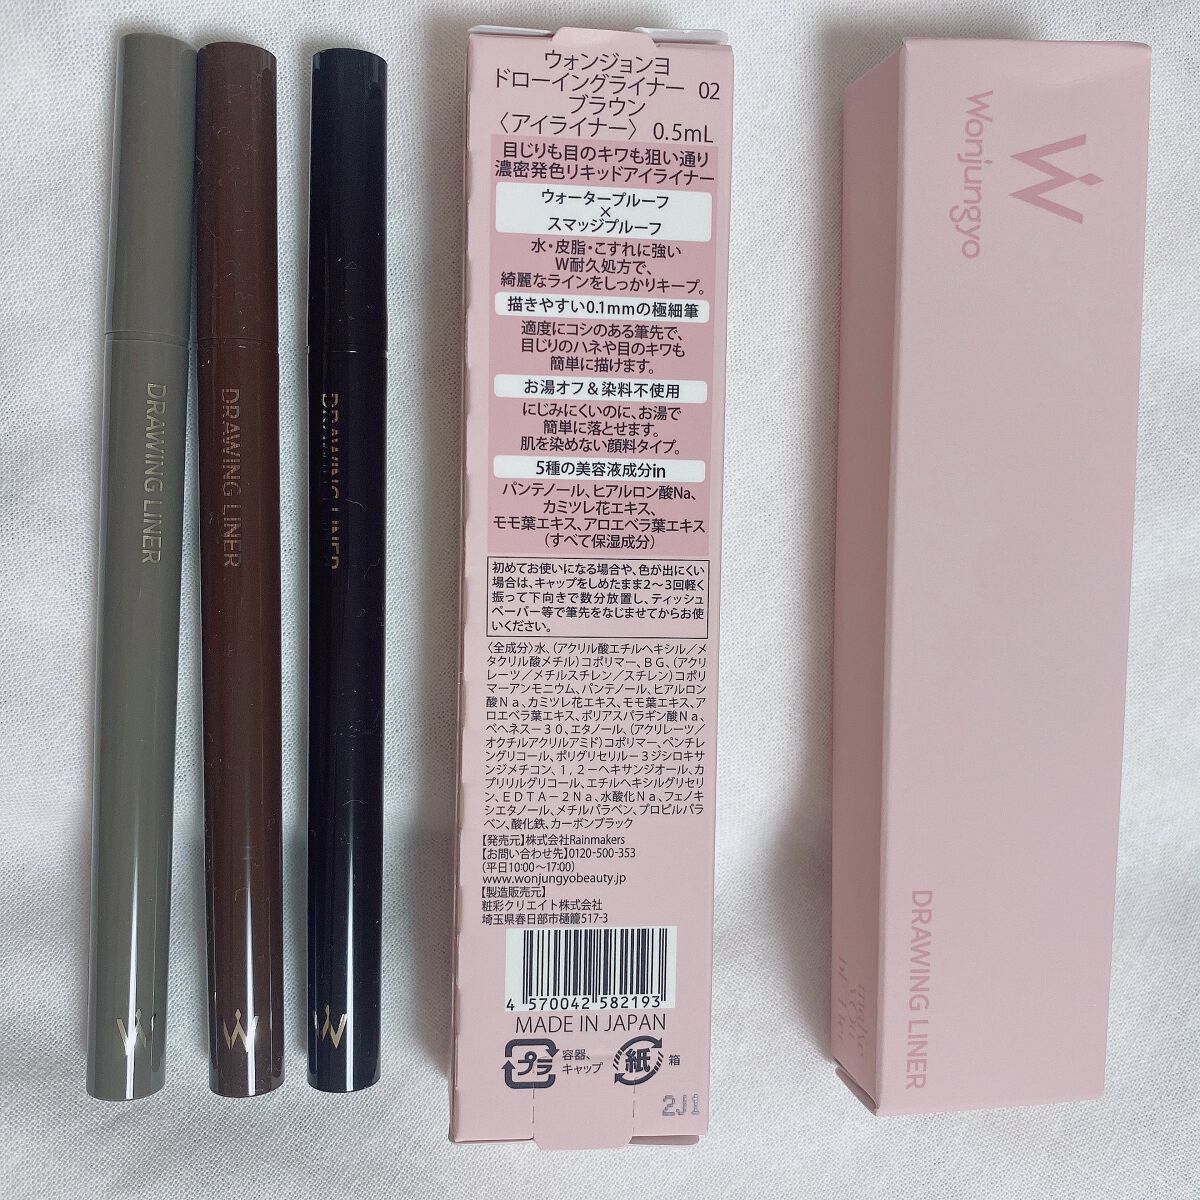 DRAWING LINER
W
DRAWING LINER
W
DRAWING LINER
W
ウォンジョンヨ
ドローイングライナー 02
ブラウン
〈アイライナー〉 0.5mL
目じりも目のキワも狙い通り
濃密発色リキッドアイライナー
ウォータープルーフ
×
スマッジプルーフ
水・皮脂・こすれに強い
W耐久処方で、
綺麗なラインをしっかりキープ。
描きやすい0.1mmの極細筆
適度にコシのある筆先で、
目じりのハネや目のキワも
簡単に描けます。
お湯オフ&染料不使用
にじみにくいのに、お湯で
簡単に落とせます。
肌を染めない顔料タイプ。
5種の美容液成分in
パンテノール、ヒアルロン酸Na、
カミツレ花エキス、
モモ葉エキス、アロエベラ葉エキス
(すべて保湿成分)
初めてお使いになる場合や、色が出にくい
場合は、キャップをしめたまま2〜3回軽く
振って下向きで数分放置し、ティッシュ
ペーパー等で筆先をなじませてからお使
いください。
〈全成分〉水、(アクリル酸エチルヘキシル/メ
タクリル酸メチル)コポリマー、BG、(アク
リレーツ/メチルスチレン/スチレン)コポリ
マーアンモニウム、パンテノール、ヒアルロン
酸Na、カミツレ花エキス、モモ葉エキス、ア
ロエベラ葉エキス、ポリアスパラギン酸Na、
ベヘネス-30、エタノール、(アクリレーツ/
オクチルアクリルアミド)コポリマー、ペンチレ
ングリコール、ポリグリセリル-3ジシロキサ
ンジメチコン、1,2-ヘキサンジオール、カ
プリリルグリコール、エチルヘキシルグリセリ
ン、EDTA-2Na、水酸化Na、フェノキ
シエタノール、メチルパラベン、プロピルパラ
ベン、酸化鉄、カーボンブラック
【発売元】株式会社Rainmakers
【お問い合わせ先】0120-500-353
(平日10:00〜17:00)
www.wonjungyobeauty.jp
【製造販売元】
粧彩クリエイト株式会社
埼玉県春日部市樋籠517-3
4 570042 582193
MADE IN JAPAN
プラ
容器、
キャップ
紙
箱
2J1
W
Wonjungyo
DRAWING LINER